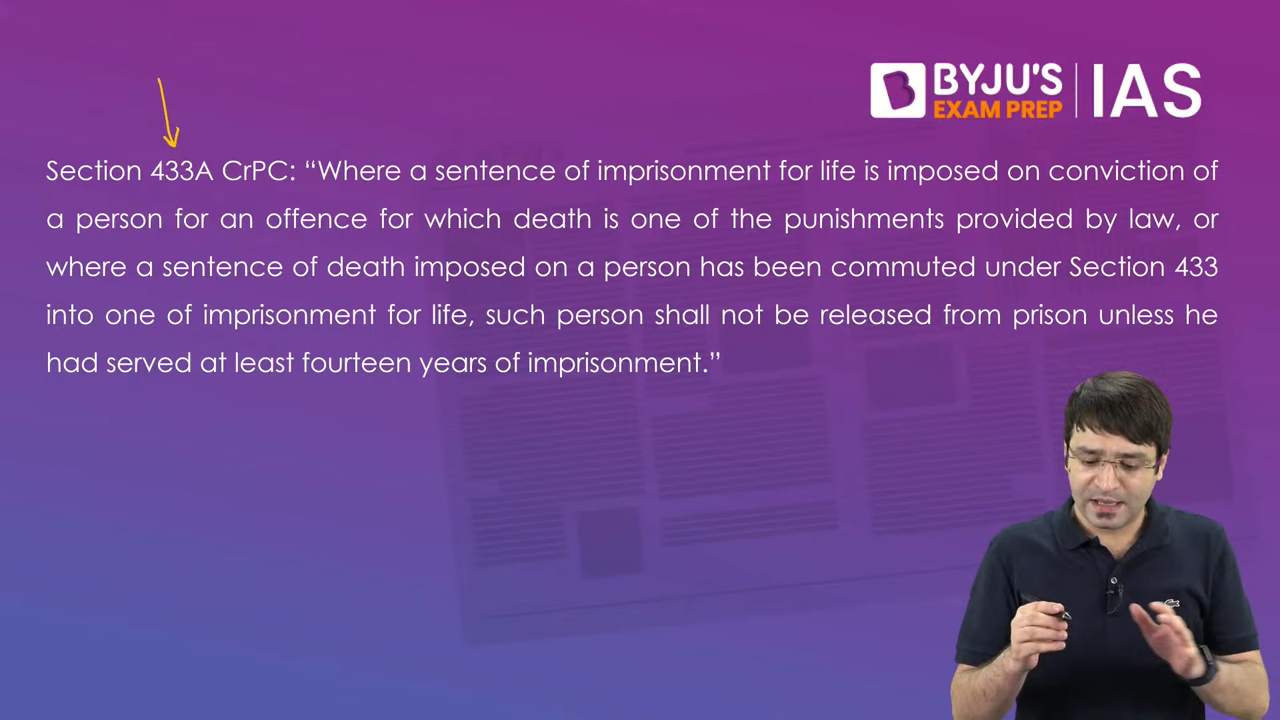 BYJU'S
EXAM PREP
IAS
Section 433A CrPC: “Where a sentence of imprisonment for life is imposed on conviction of
a person for an offence for which death is one of the punishments provided by law, or
where a sentence of death imposed on a person has been commuted under Section 433
into one of imprisonment for life, such person shall not be released from prison unless he
had served at least fourteen years of imprisonment.”